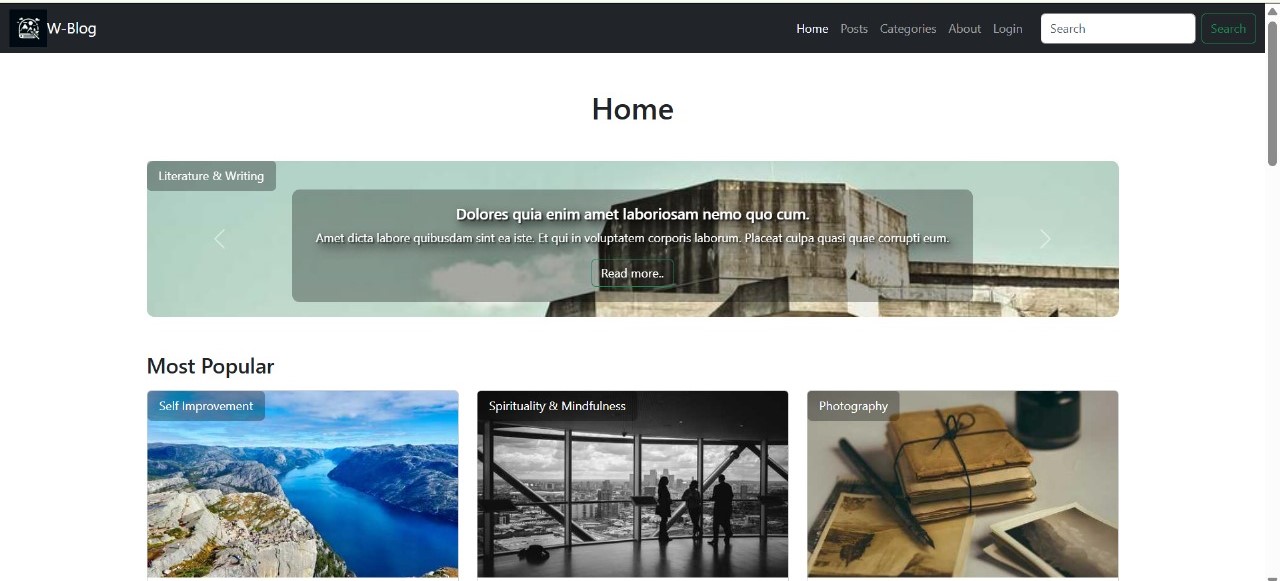 W-Blog
Home Posts Categories About Login Search Search
Home
Literature & Writing
Dolores quia enim amet laboriosam nemo quo cum.
Amet dicta labore quibusdam sint ea iste. Et qui in voluptatem corporis laborum. Placeat culpa quasi quae corrupti eum.
Read more..
Most Popular
Self Improvement
Spirituality & Mindfulness
Photography